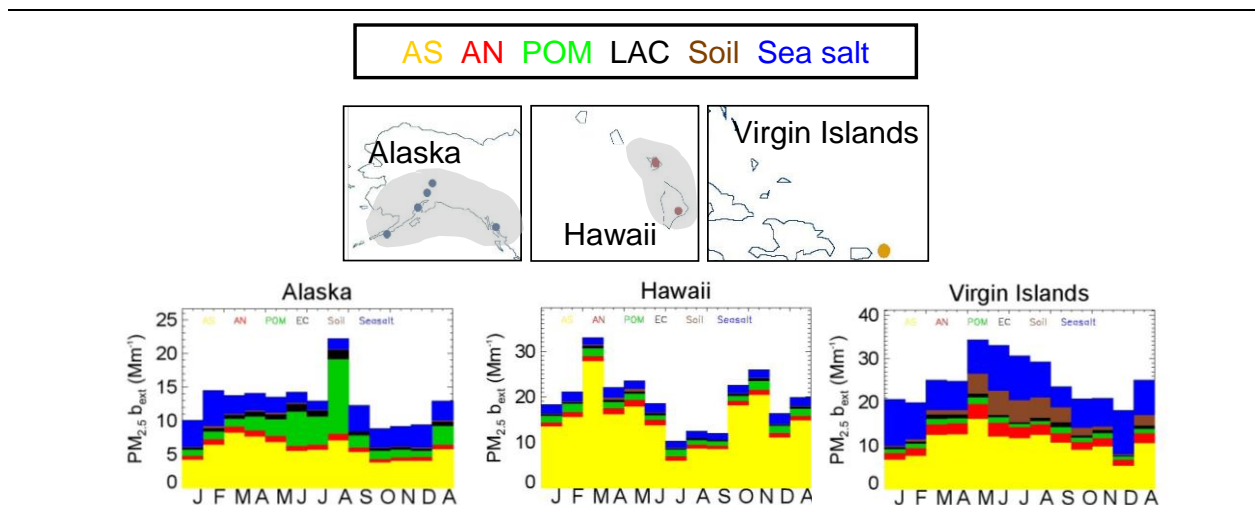 AS AN POM LAC Soil Sea salt
Alaska
Hawaii
Virgin Islands
Alaska
PM2.5 bext (Mm-1)
25
20
15
10
5
0
AS AN POM EC Soil Seasalt
J F M A M J J A S O N D A
Hawaii
PM2.5 bext (Mm-1)
30
20
10
0
AS AN POM EC Soil Seasalt
J F M A M J J A S O N D A
Virgin Islands
PM2.5 bext (Mm-1)
40
30
20
10
0
AS AN POM EC Soil Seasalt
J F M A M J J A S O N D A